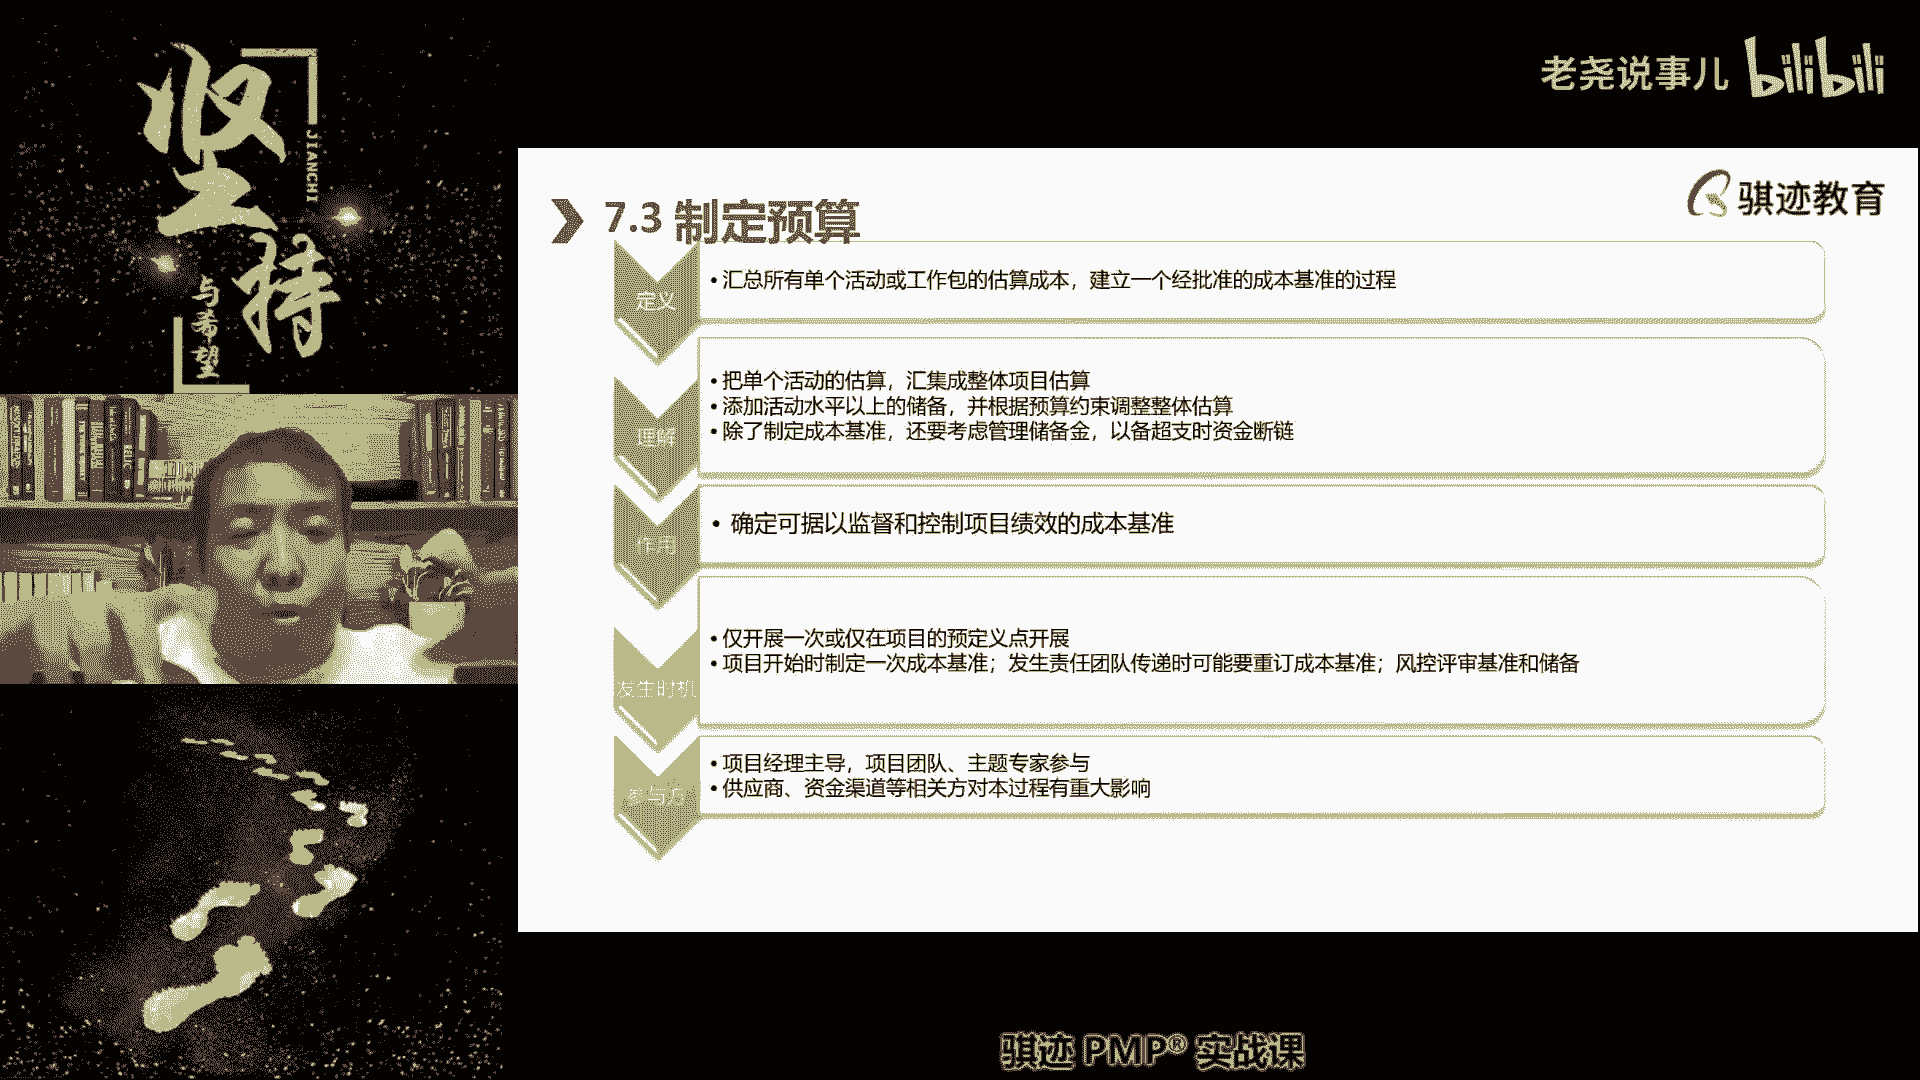 坚持
JIANCHI
与希望
老尧说事儿 bilibili
骐迹教育
7.3 制定预算
定义
•汇总所有单个活动或工作包的估算成本，建立一个经批准的成本基准的过程
理解
•把单个活动的估算，汇集成整体项目估算
•添加活动水平以上的储备，并根据预算约束调整整体估算
•除了制定成本基准，还要考虑管理储备金，以备超支时资金断链
作用
• 确定可据以监督和控制项目绩效的成本基准
发生时机
•仅开展一次或仅在项目的预定义点开展
•项目开始时制定一次成本基准；发生责任团队传递时可能要重订成本基准；风控评审基准和储备
参与方
•项目经理主导，项目团队、主题专家参与
•供应商、资金渠道等相关方对本过程有重大影响
骐迹 PMP® 实战课